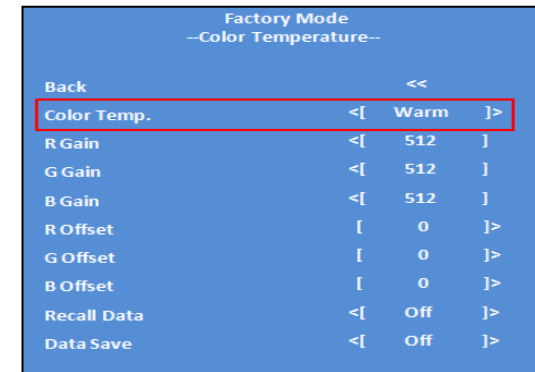 Factory Mode
--Color Temperature--
Back <<
Color Temp. <[ Warm ]>
R Gain <[ 512 ]
G Gain <[ 512 ]
B Gain <[ 512 ]
R Offset [ 0 ]>
G Offset [ 0 ]>
B Offset [ 0 ]>
Recall Data <[ Off ]>
Data Save <[ Off ]>